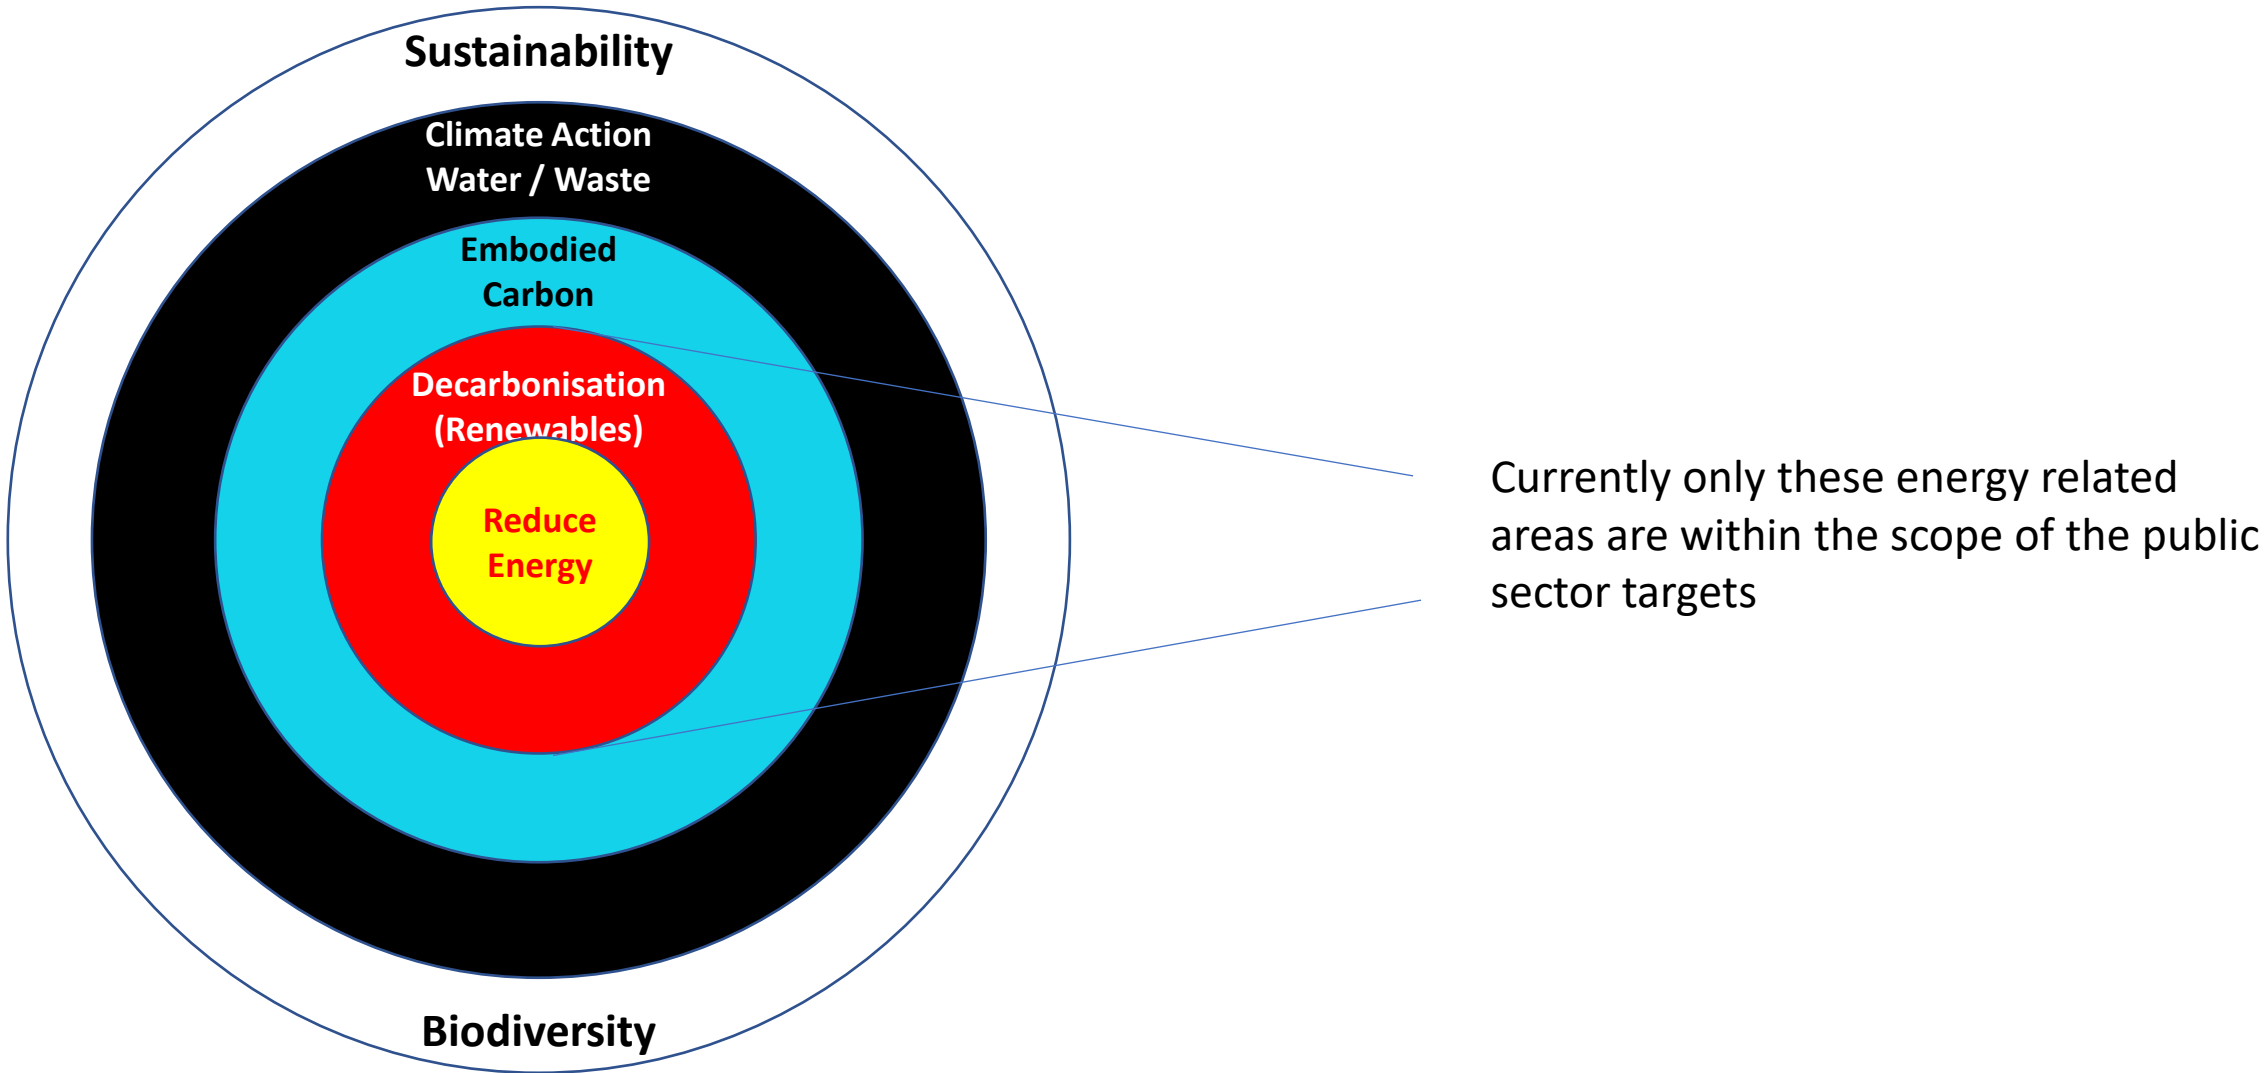 Sustainability
Climate Action
Water / Waste
Embodied
Carbon
Decarbonisation
(Renewables)
Reduce
Energy
Biodiversity
Currently only these energy related
areas are within the scope of the public
sector targets